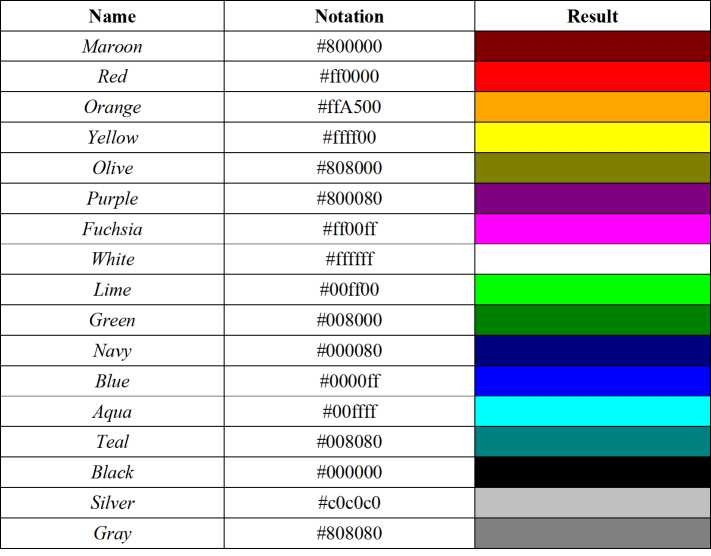 Name Notation Result
Maroon #800000
Red #ff0000
Orange #ffA500
Yellow #ffff00
Olive #808000
Purple #800080
Fuchsia #ff00ff
White #ffffff
Lime #00ff00
Green #008000
Navy #000080
Blue #0000ff
Aqua #00ffff
Teal #008080
Black #000000
Silver #c0c0c0
Gray #808080